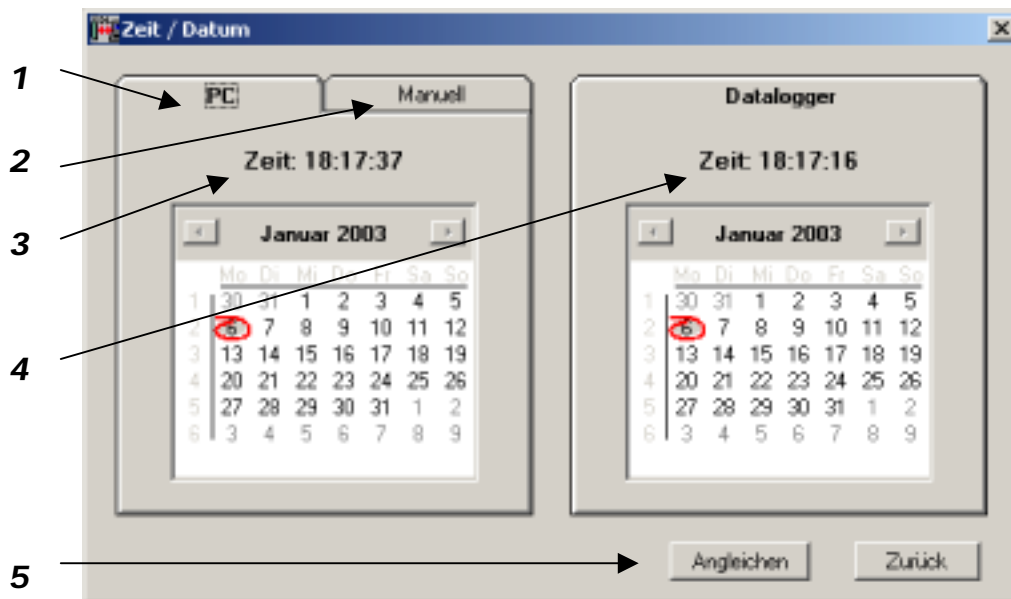 Zeit / Datum
1
PC Manuell Datalogger
2
Zeit: 18:17:37 Zeit: 18:17:16
3
Januar 2003 Januar 2003
Mo Di Mi Do Fr Sa So Mo Di Mi Do Fr Sa So
1 30 31 1 2 3 4 5 1 30 31 1 2 3 4 5
2 6 7 8 9 10 11 12 2 6 7 8 9 10 11 12
3 13 14 15 16 17 18 19 3 13 14 15 16 17 18 19
4
4 20 21 22 23 24 25 26 4 20 21 22 23 24 25 26
5 27 28 29 30 31 1 2 5 27 28 29 30 31 1 2
6 3 4 5 6 7 8 9 6 3 4 5 6 7 8 9
5
Angleichen Zurück